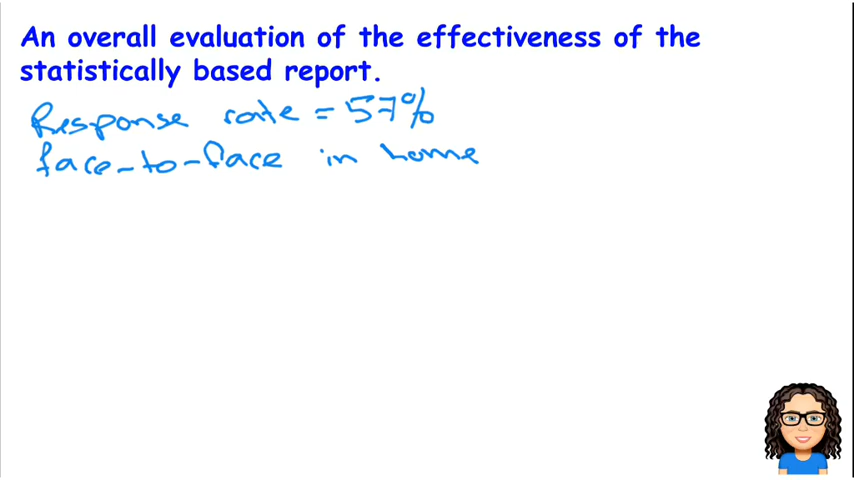 An overall evaluation of the effectiveness of the
statistically based report.
Response rate = 57%
face-to-face in home